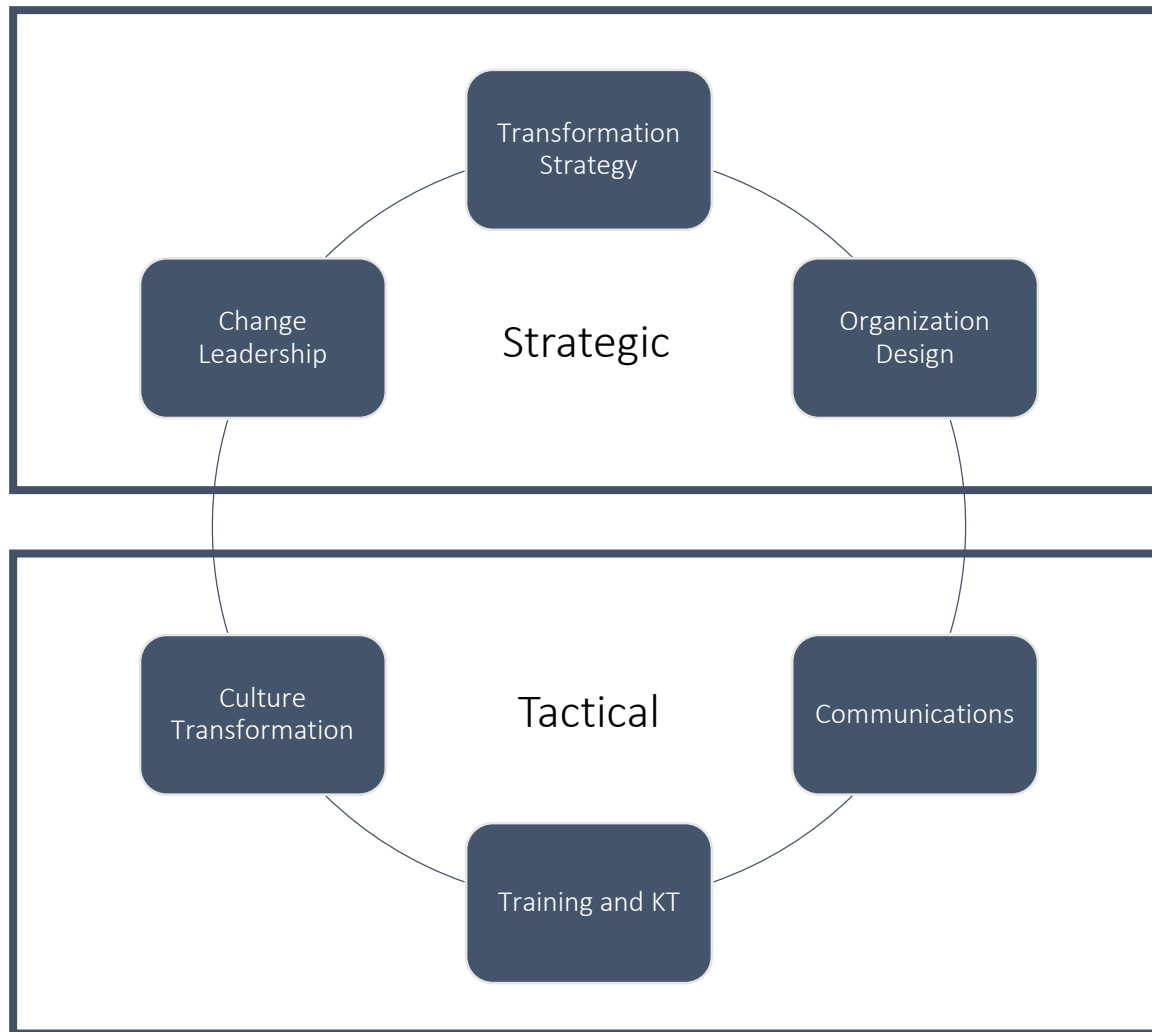 Transformation
Strategy
Change
Leadership
Strategic
Organization
Design
Culture
Transformation
Tactical
Communications
Training and KT